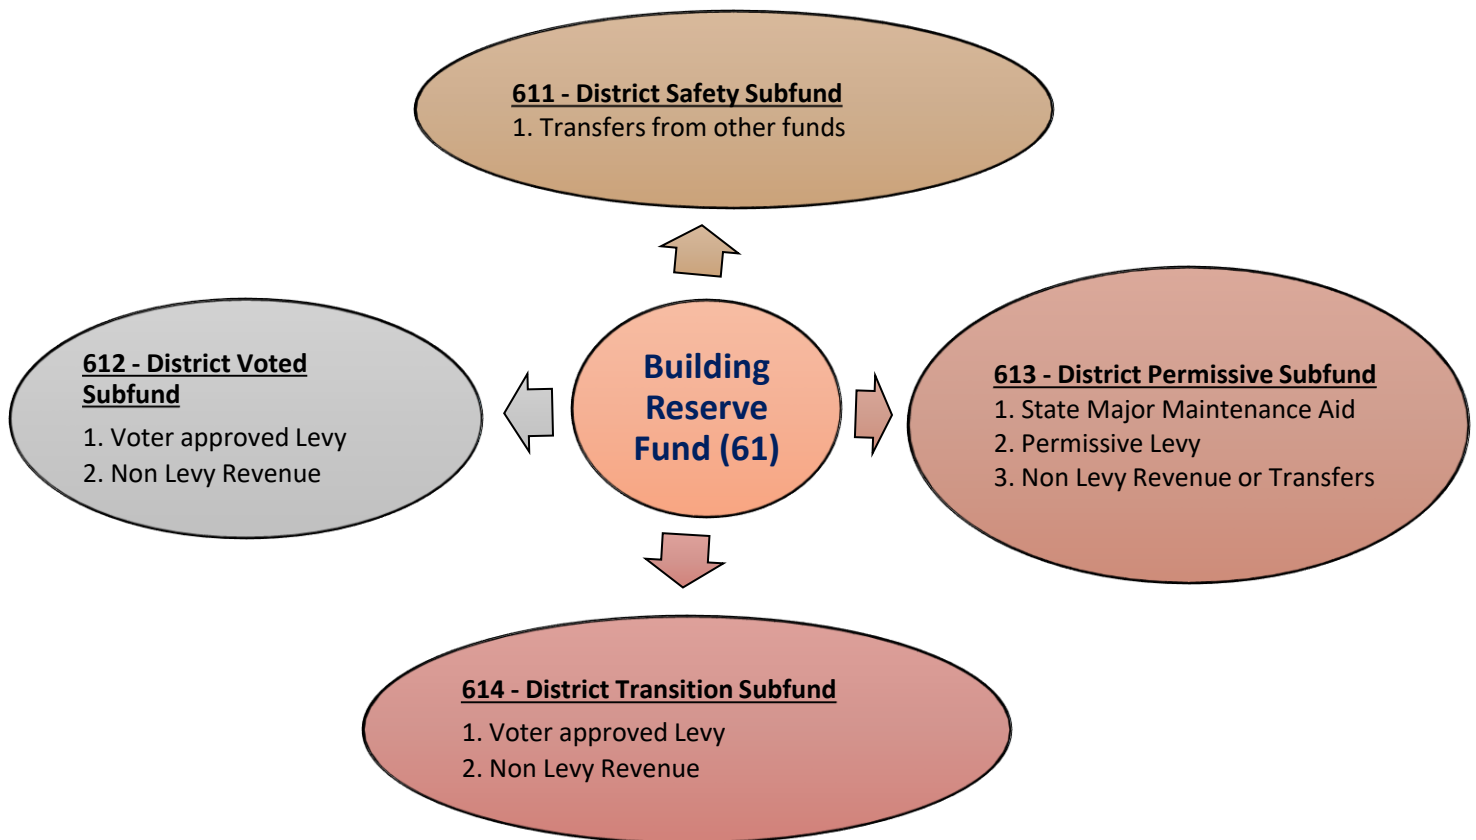 611 - District Safety Subfund
1. Transfers from other funds
612 - District Voted
Subfund
1. Voter approved Levy
2. Non Levy Revenue
Building
Reserve
Fund (61)
613 - District Permissive Subfund
1. State Major Maintenance Aid
2. Permissive Levy
3. Non Levy Revenue or Transfers
614 - District Transition Subfund
1. Voter approved Levy
2. Non Levy Revenue